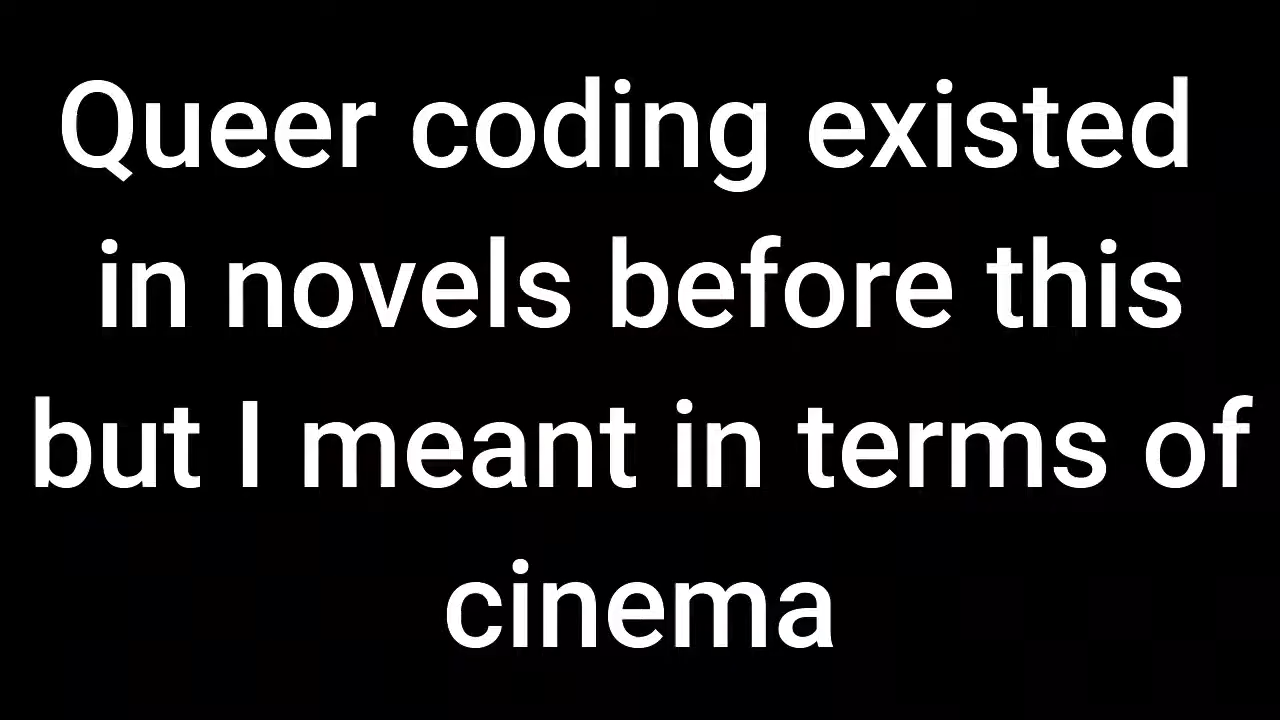 Queer coding existed
in novels before this
but I meant in terms of
cinema